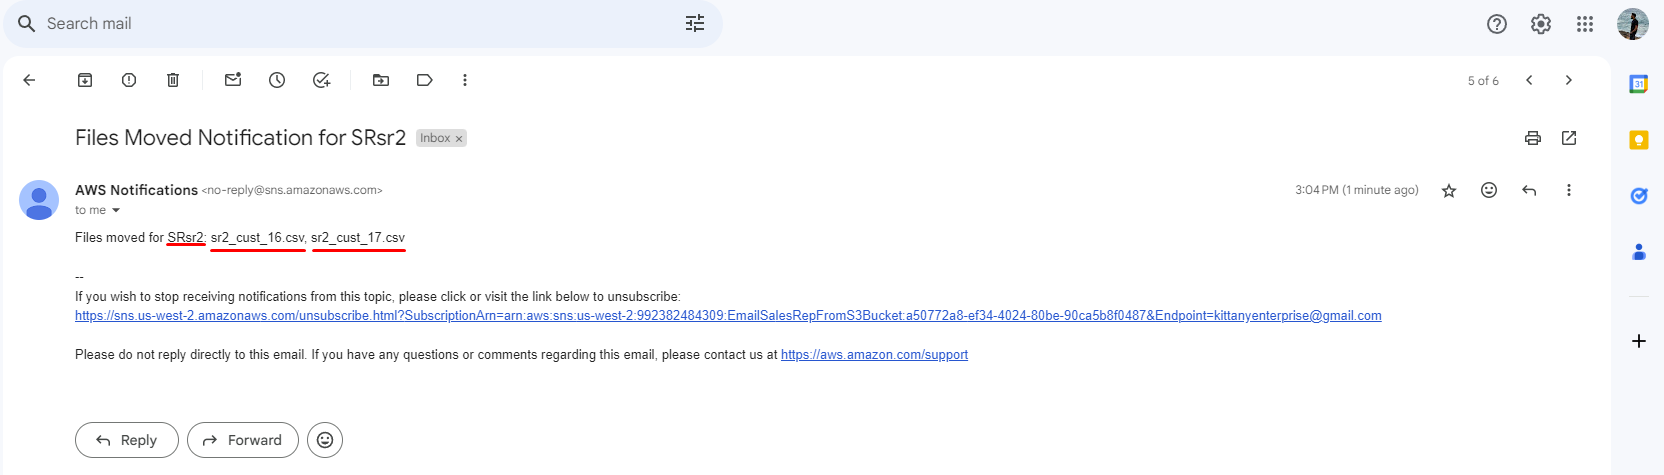 Search mail
5 of 6
Files Moved Notification for SRsr2 Inbox ×
AWS Notifications <no-reply@sns.amazonaws.com> 3:04 PM (1 minute ago)
to me
Files moved for SRsr2: sr2_cust_16.csv, sr2_cust_17.csv
--
If you wish to stop receiving notifications from this topic, please click or visit the link below to unsubscribe:
https://sns.us-west-2.amazonaws.com/unsubscribe.html?SubscriptionArn=arn:aws:sns:us-west-2:992382484309:EmailSalesRepFromS3Bucket:a50772a8-ef34-4024-80be-90ca5b8f0487&Endpoint=kittanyenterprise@gmail.com
Please do not reply directly to this email. If you have any questions or comments regarding this email, please contact us at https://aws.amazon.com/support
Reply Forward
31